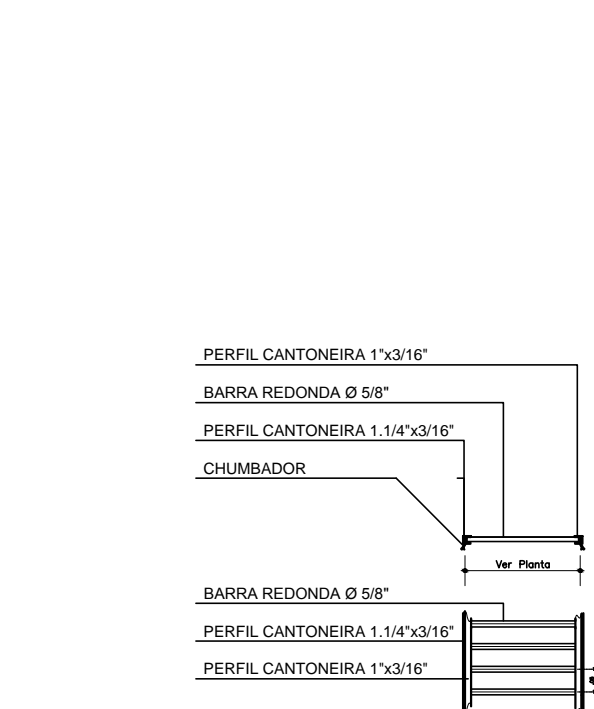 PERFIL CANTONEIRA 1"x3/16"
BARRA REDONDA Ø 5/8"
PERFIL CANTONEIRA 1.1/4"x3/16"
CHUMBADOR
Ver Planta
BARRA REDONDA Ø 5/8"
PERFIL CANTONEIRA 1.1/4"x3/16"
PERFIL CANTONEIRA 1"x3/16"